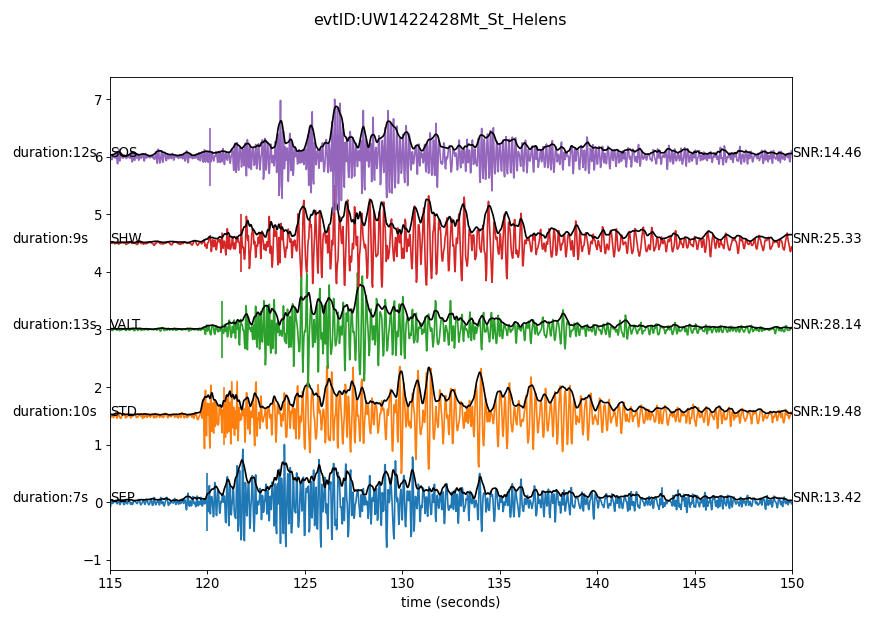 evtID:UW1422428Mt_St_Helens
7
duration:12s 6 SOS SNR:14.46
5
duration:9s SHW SNR:25.33
4
duration:13s 3 VALT SNR:28.14
2
duration:10s STD SNR:19.48
1
duration:7s 0 SEP SNR:13.42
−1
115 120 125 130 135 140 145 150
time (seconds)